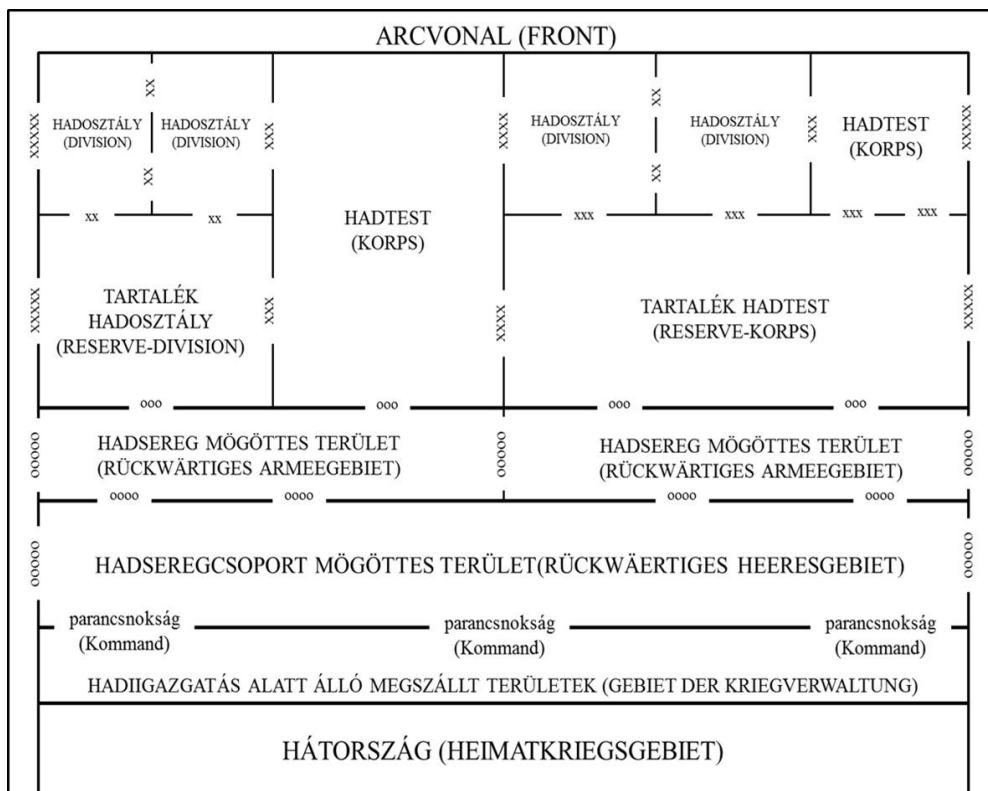 ARCVONAL (FRONT)
XX
XX
HADOSZTÁLY
(DIVISION)
HADOSZTÁLY
(DIVISION)
HADOSZTÁLY
(DIVISION)
HADOSZTÁLY
(DIVISION)
HADTEST
(KORPS)
XXXXX
XXX
XXXX
XXX
XXXXX
XX
XX
xx
xx
HADTEST
(KORPS)
xxx
xxx
xxx
xxx
TARTALÉK
HADOSZTÁLY
(RESERVE-DIVISION)
TARTALÉK HADTEST
(RESERVE-KORPS)
XXXXX
XXX
XXXX
XXXXX
ooo
ooo
ooo
ooo
HADSEREG MÖGÖTTES TERÜLET
(RÜCKWÄRTIGES ARMEEGEBIET)
HADSEREG MÖGÖTTES TERÜLET
(RÜCKWÄRTIGES ARMEEGEBIET)
ooooo
ooooo
ooooo
oooo
oooo
oooo
oooo
HADSEREGCSOPORT MÖGÖTTES TERÜLET(RÜCKWÄERTIGES HEERESGEBIET)
ooooo
ooooo
parancsnokság
(Kommand)
parancsnokság
(Kommand)
parancsnokság
(Kommand)
HADIIGAZGATÁS ALATT ÁLLÓ MEGSZÁLLT TERÜLETEK (GEBIET DER KRIEGVERWALTUNG)
HÁTORSZÁG (HEIMATKRIEGSGEBIET)